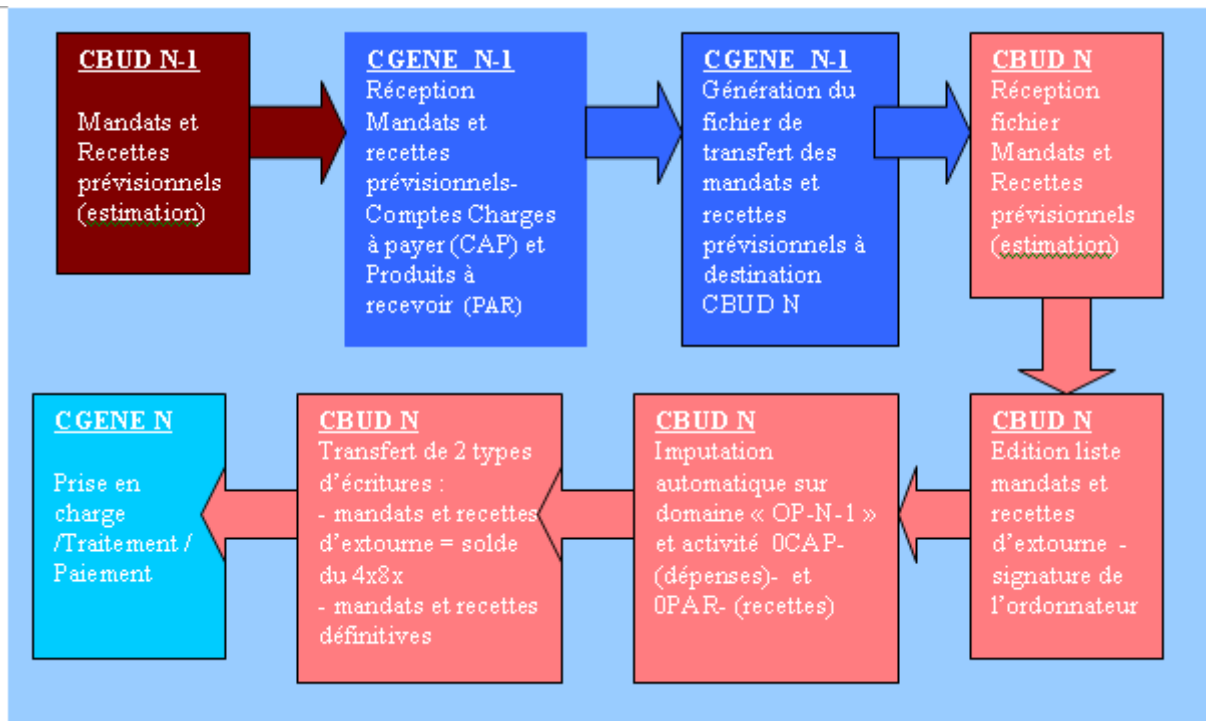 CBUD N-1
Mandats et
Recettes
prévisionnels
(estimation)
CGENE N-1
Réception
Mandats et
recettes
prévisionnels-
Comptes Charges
à payer (CAP) et
Produits à
recevoir (PAR)
CGENE N-1
Génération du
fichier de
transfert des
mandats et
recettes
prévisionnels à
destination
CBUD N
CBUD N
Réception
fichier
Mandats et
Recettes
prévisionnels
(estimation)
CBUD N
Edition liste
mandats et
recettes
d'extourne -
signature de
l'ordonnateur
CBUD N
Imputation
automatique sur
domaine « OP-N-1 »
et activité 0CAP-
(dépenses)- et
0PAR- (recettes)
CBUD N
Transfert de 2 types
d'écritures :
- mandats et recettes
d'extourne = solde
du 4x8x
- mandats et recettes
définitives
CGENE N
Prise en
charge
/Traitement /
Paiement